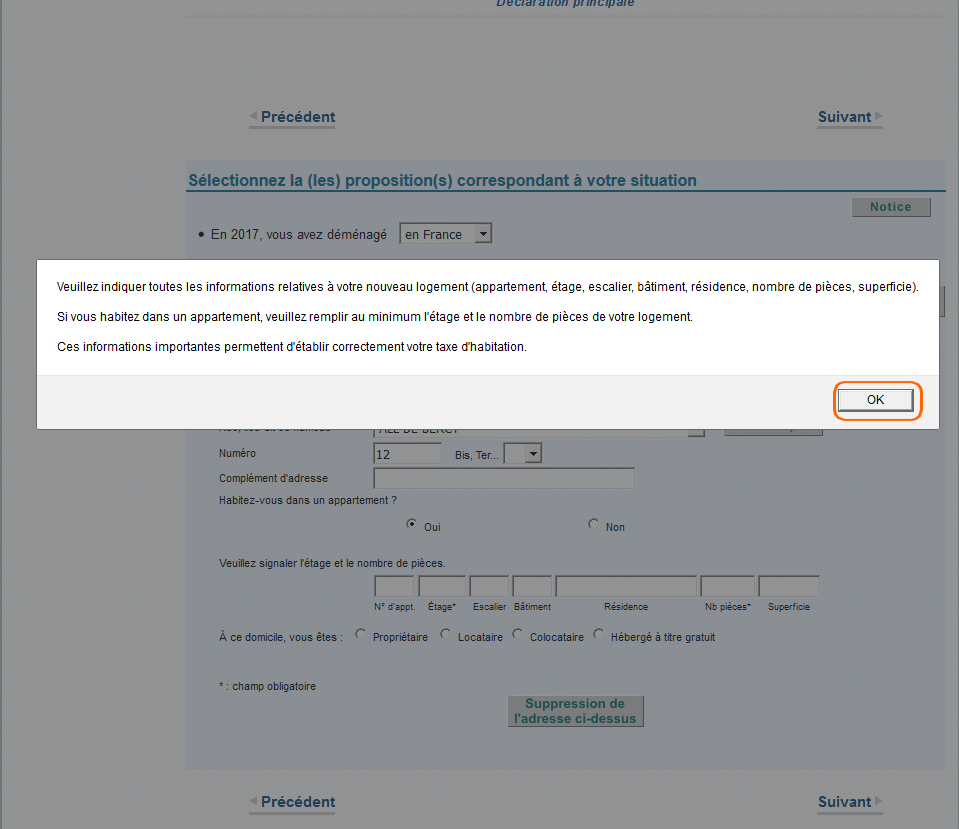 Déclaration principale
Précédent Suivant
Sélectionnez la (les) proposition(s) correspondant à votre situation
Notice
En 2017, vous avez déménagé en France
Veuillez indiquer toutes les informations relatives à votre nouveau logement (appartement, étage, escalier, bâtiment, résidence, nombre de pièces, superficie).
Si vous habitez dans un appartement, veuillez remplir au minimum l'étage et le nombre de pièces de votre logement.
Ces informations importantes permettent d'établir correctement votre taxe d'habitation.
OK
ALL DE BERCY
Numéro 12 Bis, Ter...
Complément d'adresse
Habitez-vous dans un appartement ?
Oui Non
Veuillez signaler l'étage et le nombre de pièces.
N° d'appt. Étage* Escalier Bâtiment Résidence Nb pièces* Superficie
À ce domicile, vous êtes : Propriétaire Locataire Colocataire Hébergé à titre gratuit
* : champ obligatoire
Suppression de
l'adresse ci-dessus
Précédent Suivant